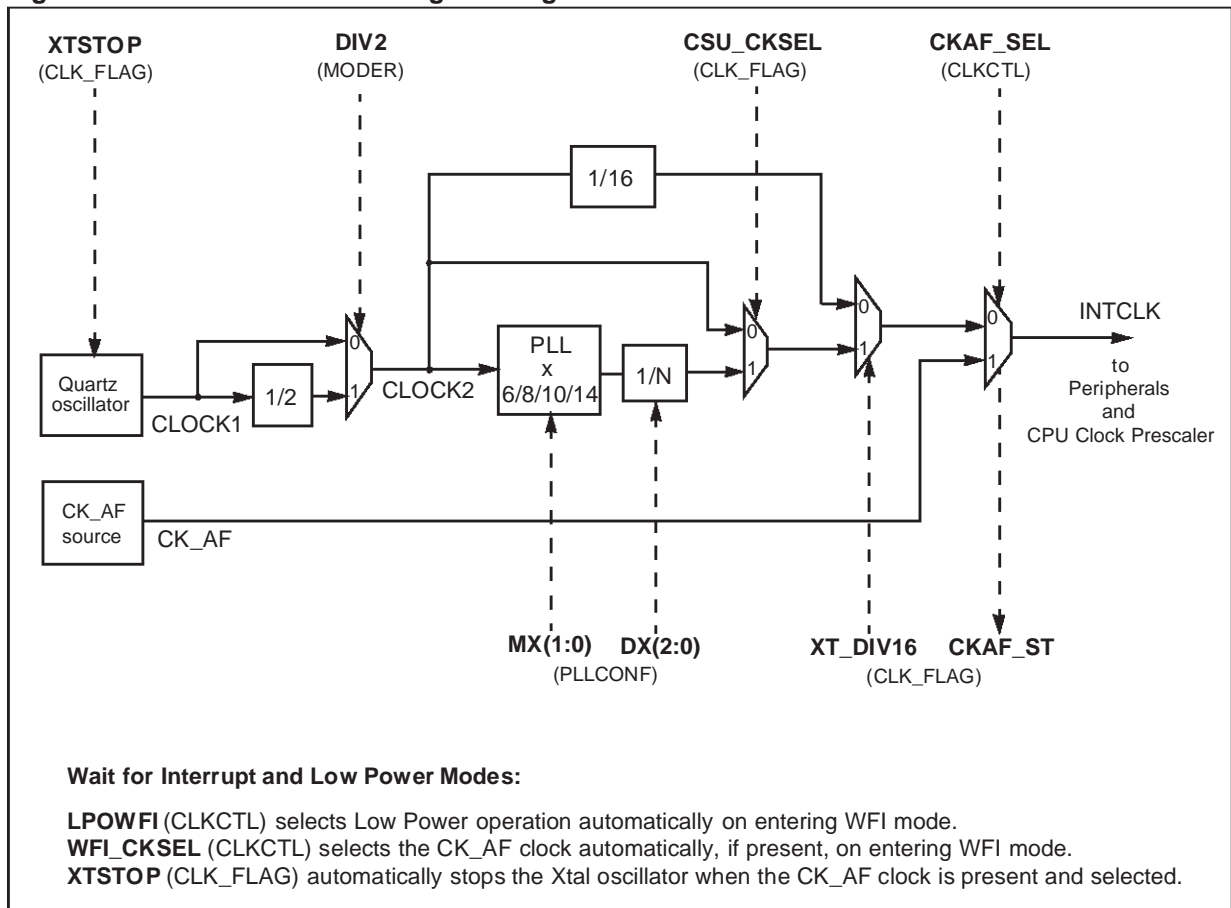 XTSTOP
(CLK_FLAG)
DIV2
(MODER)
CSU_CKSEL
(CLK_FLAG)
CKAF_SEL
(CLKCTL)
1/16
0
1
0
1
0
1
0
1
Quartz
oscillator
CLOCK1
1/2
CLOCK2
PLL
x
6/8/10/14
1/N
INTCLK
to
Peripherals
and
CPU Clock Prescaler
CK_AF
source
CK_AF
MX(1:0)
DX(2:0)
(PLLCONF)
XT_DIV16
CKAF_ST
(CLK_FLAG)
Wait for Interrupt and Low Power Modes:
LPOWFI (CLKCTL) selects Low Power operation automatically on entering WFI mode.
WFI_CKSEL (CLKCTL) selects the CK_AF clock automatically, if present, on entering WFI mode.
XTSTOP (CLK_FLAG) automatically stops the Xtal oscillator when the CK_AF clock is present and selected.